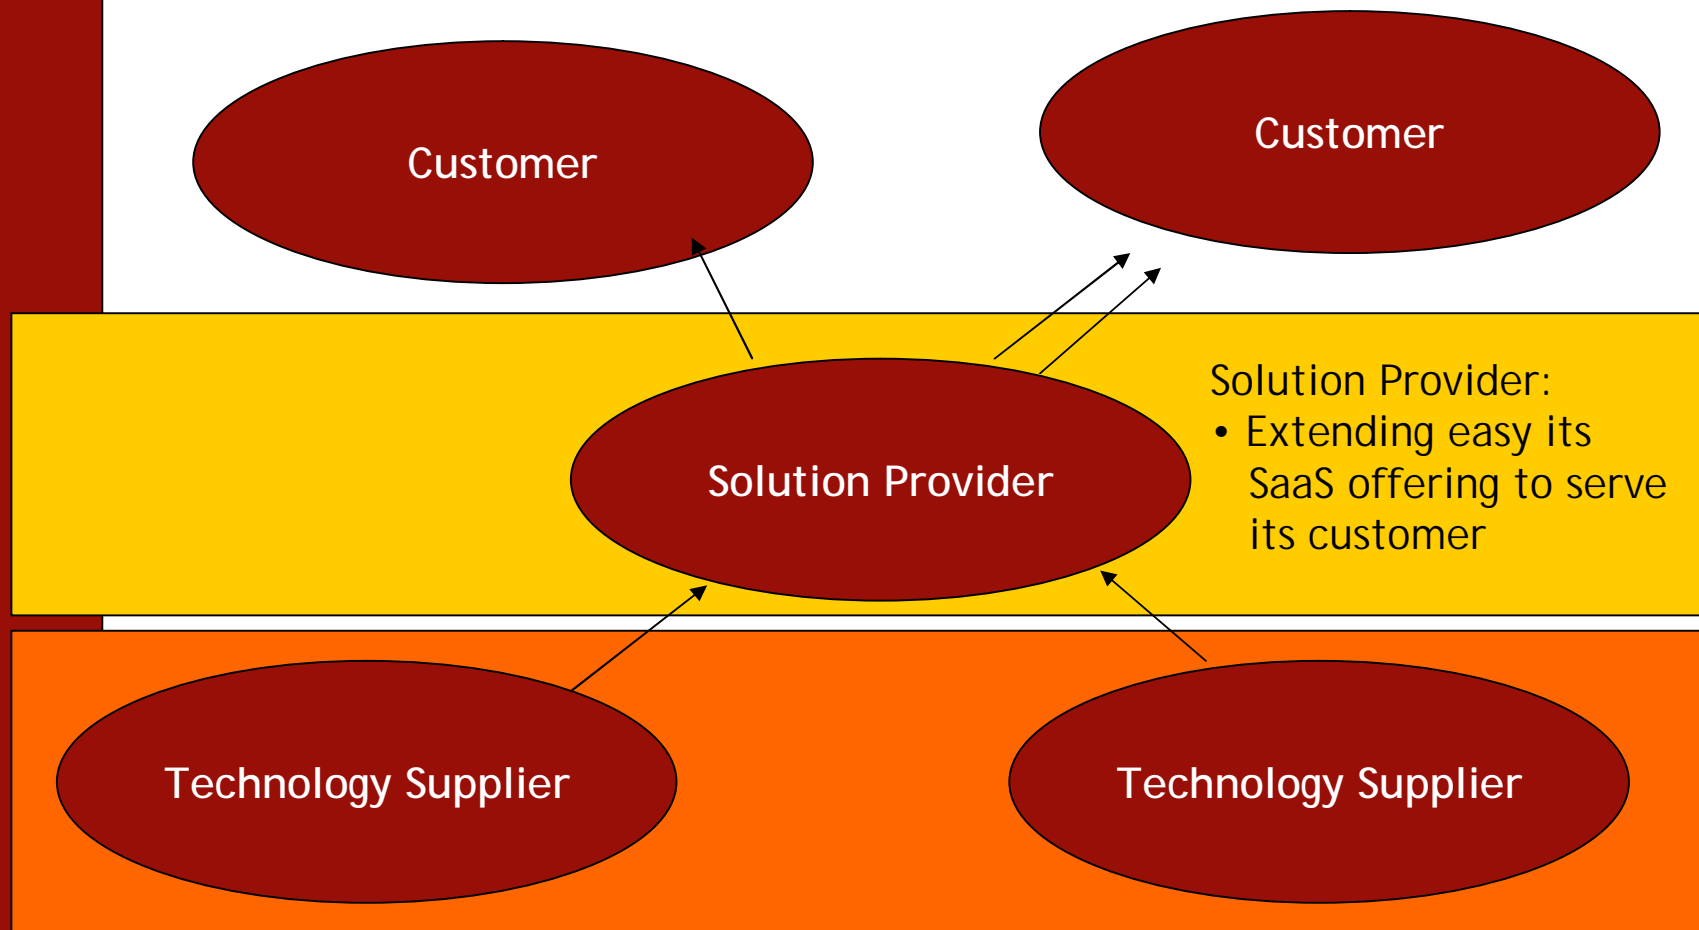 Customer
Customer
Solution Provider
Solution Provider:
• Extending easy its
SaaS offering to serve
its customer
Technology Supplier
Technology Supplier